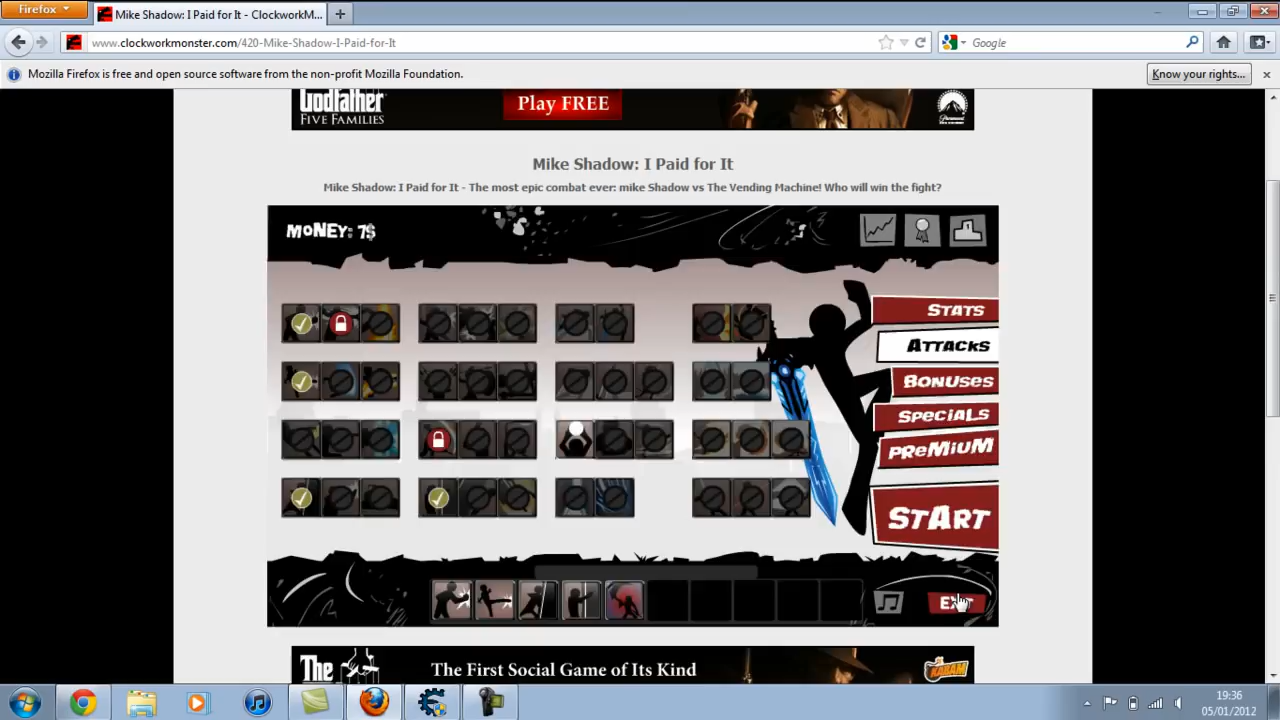 Firefox
Mike Shadow: I Paid for It - ClockworkM...
www.clockworkmonster.com/420-Mike-Shadow-I-Paid-for-It
Google
Mozilla Firefox is free and open source software from the non-profit Mozilla Foundation.
Know your rights...
Godfather
FIVE FAMILIES
Play FREE
Mike Shadow: I Paid for It
Mike Shadow: I Paid for It - The most epic combat ever: mike Shadow vs The Vending Machine! Who will win the fight?
MONEY: 7$
STATS
ATTACKS
BONUSES
SPECIALS
PREMIUM
START
EXIT
THE
The First Social Game of Its Kind
KABAM
19:36
05/01/2012